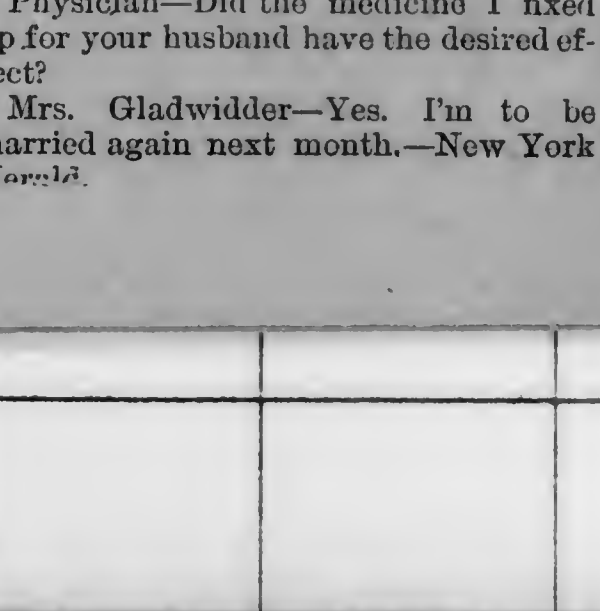 Physician—Did the medicine I fixed
p for your husband have the desired ef-
ect?
Mrs. Gladwidder—Yes. I'm to be
arried again next month.—New York